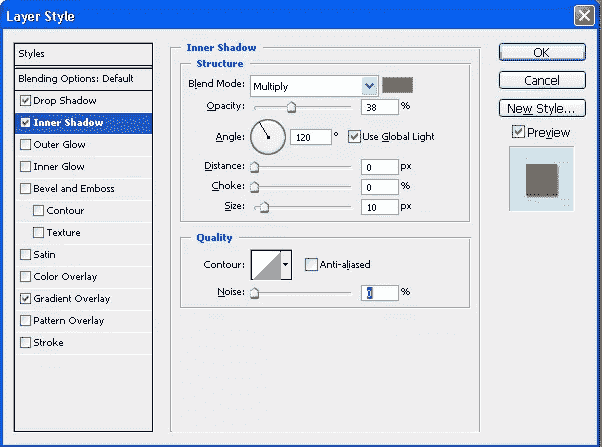 Layer Style
Styles
Blending Options: Default
Drop Shadow
Inner Shadow
Outer Glow
Inner Glow
Bevel and Emboss
Contour
Texture
Satin
Color Overlay
Gradient Overlay
Pattern Overlay
Stroke
Inner Shadow
Structure
Blend Mode: Multiply
Opacity: 38 %
Angle: 120 ° Use Global Light
Distance: 0 px
Choke: 0 %
Size: 10 px
Quality
Contour: Anti-aliased
Noise: 0 %
OK
Cancel
New Style...
Preview